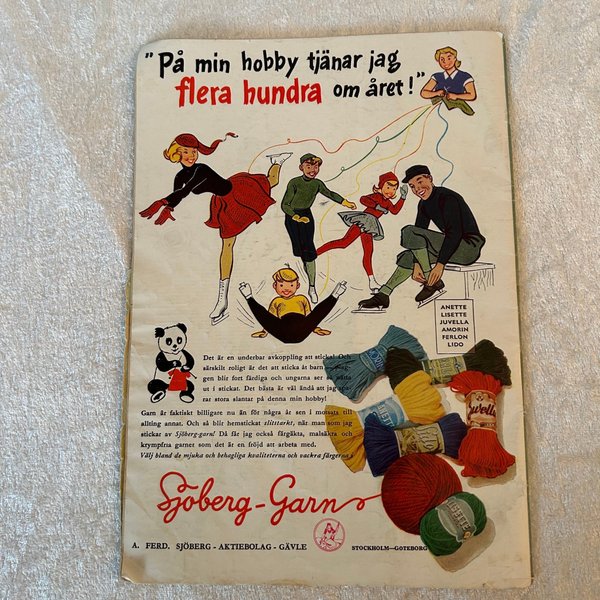 "På min hobby tjänar jag
flera hundra om året!"
ANETTE
LISETTE
JUVELLA
AMORIN
FERLON
LIDO
Det är en underbar avkoppling att sticka! Och
särskilt roligt är det att sticka åt barn.
gen blir fort färdiga och ungarna ser så
ut i stickat. Det bästa är väl ändå att jag
rar stora slantar på denna min hobby!
Garn är faktiskt billigare nu än för några år sen i motsats till
allting annat. Och så blir hemstickat slitstarkt, när man som jag
stickar av Sjöberg-garn! Då får jag också färgäkta, malsäkra och
krympfria garnet som det är en fröjd att arbeta med.
Välj bland de mjuka och behagliga kvaliteterna och vackra färgerna i
Sjöberg-Garn
A. FERD. SJÖBERG - AKTIEBOLAG - GÄVLE
STOCKHOLM—GÖTEBORG